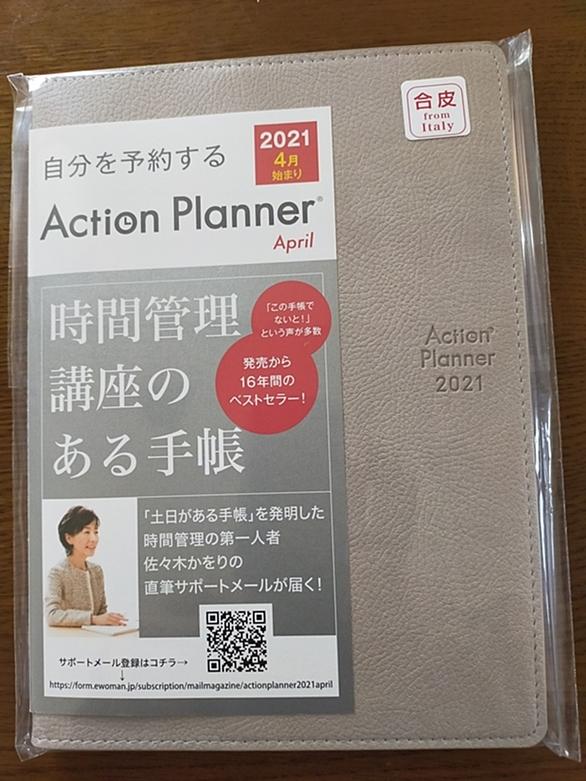 合皮
from
Italy
2021
4月
始まり
自分を予約する
Action Planner®
April
時間管理
講座の
ある手帳
「この手帳で
ないと!」
という声が多数
発売から
16年間の
ベストセラー!
Action®
Planner
2021
「土日がある手帳」を発明した
時間管理の第一人者
佐々木かをりの
直筆サポートメールが届く!
サポートメール登録はコチラ→
↓
https://form.ewoman.jp/subscription/mailmagazine/actionplanner2021april